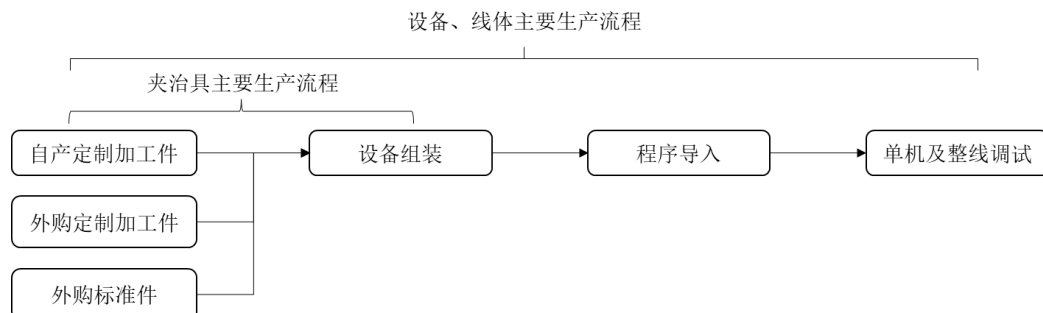 设备、线体主要生产流程
夹治具主要生产流程
自产定制加工件
设备组装
程序导入
单机及整线调试
外购定制加工件
外购标准件